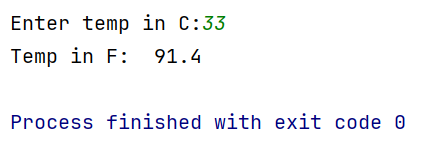 Enter temp in C:33
Temp in F:  91.4
Process finished with exit code 0